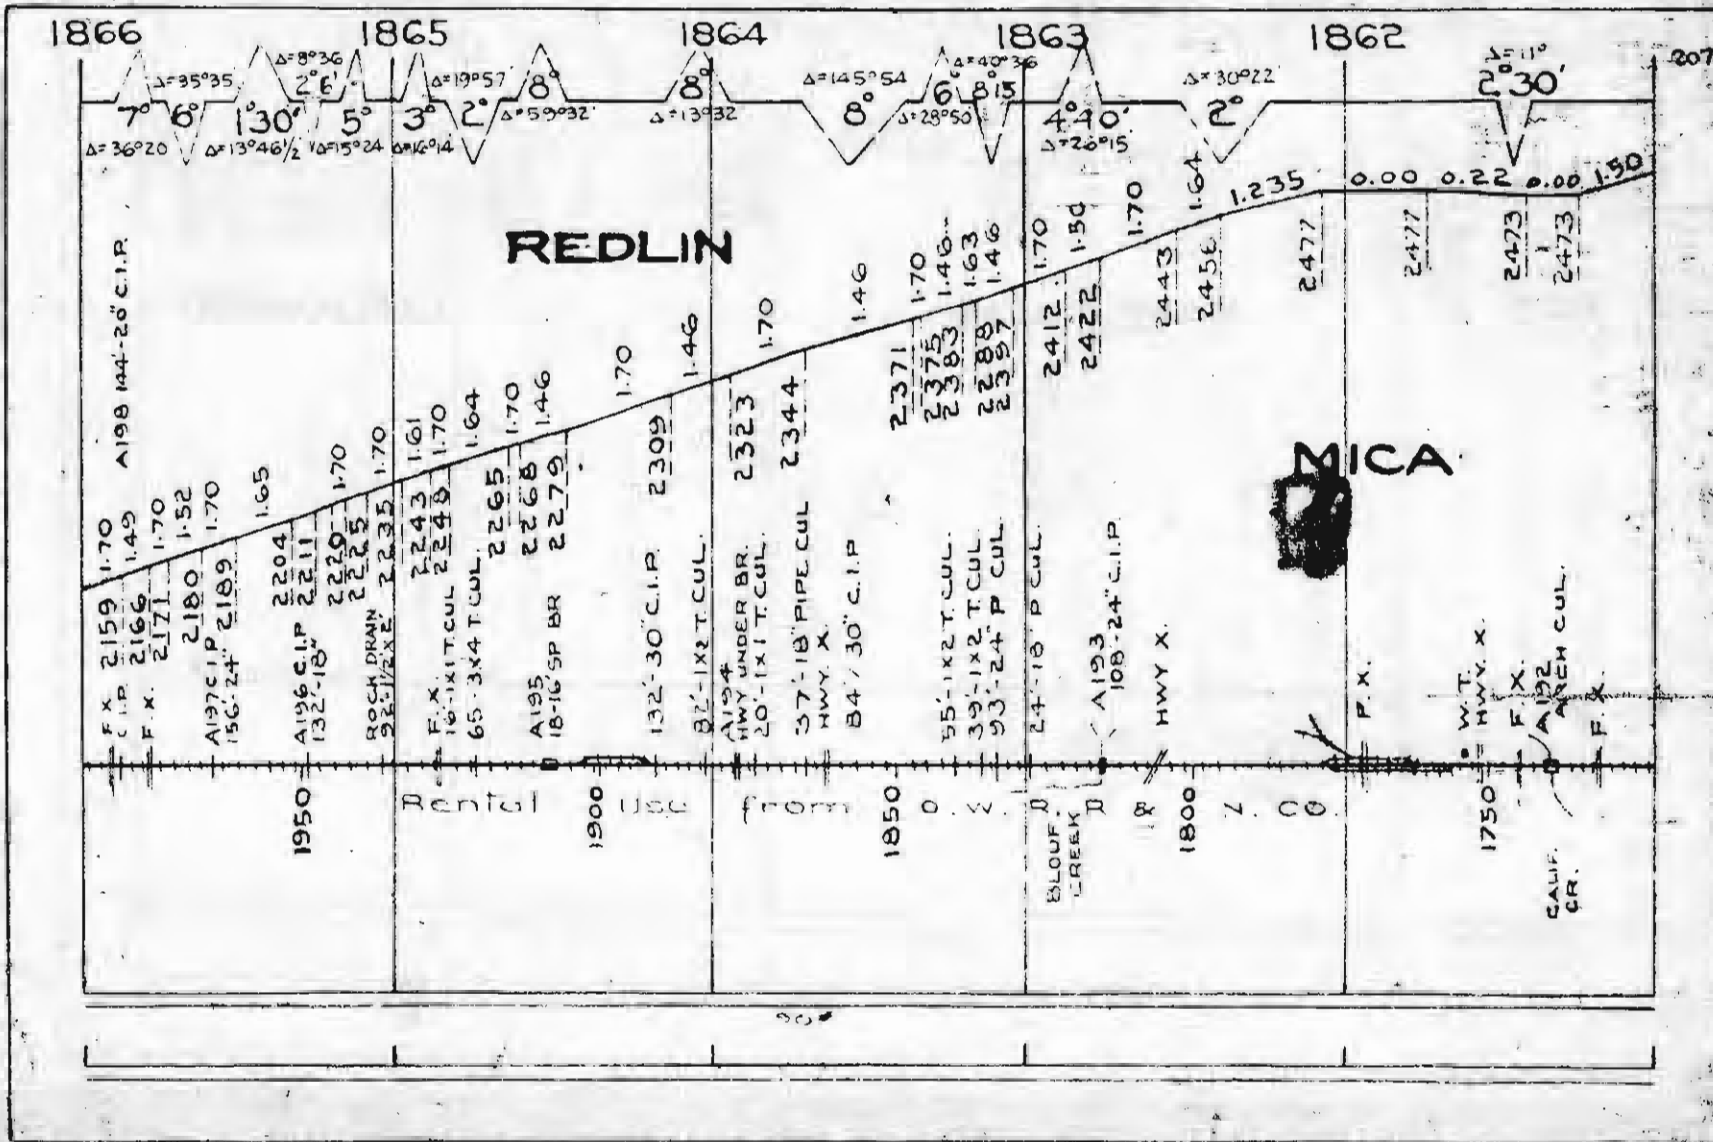 1866 1865 1864 1863 1862
207
Δ=35°35 Δ=8°36 Δ=19°57 Δ=145°54 Δ=40°36 Δ=30°22 Δ=11°
7° 6° 1°30' 2°6' 5° 3° 2° 8° 8° 8° 6° 8°15 4°40' 2° 2°30'
Δ=36°20 Δ=13°46½ Δ=15°24 Δ=16°14 Δ=59°32' Δ=13°32 Δ=28°50 Δ=26°15
REDLIN
MICA
1.70
1.49
1.70
1.52
1.70
1.65
1.70
1.70
1.61
1.70
1.64
1.70
1.46
1.70
1.46
1.70
1.46
1.70
1.46
1.63
1.46
1.70
1.50
1.70
1.64
1.235
0.00
0.22
0.00
1.50
2159
2166
2171
2180
2189
2204
2211
2220
2225
2235
2243
2248
2265
2268
2279
2309
2323
2344
2371
2375
2383
2288
2397
2412
2422
2443
2458
2477
2477
2473
2473
A198 144'-20" C.I.P.
F.X.
C.I.P.
F.X.
A197 C.I.P
156'-24"
A196 C.I.P
132'-18"
ROCK DRAIN
92'-1½X2'
F.X.
16-1X1 T.CUL
65-3X4 T.CUL.
A195
18-16' SP BR
132'-30" C.I.P.
82'-1X2 T.CUL.
A194
HWY UNDER BR.
20'-1X1 T.CUL.
37'-18" PIPE CUL
HWY. X.
84'/30" C.I.P
55'-1X2 T.CUL.
39'-1X2 T.CUL.
93'-24" P CUL.
24'-18" P CUL.
A193
108'-24" C.I.P.
HWY X.
P.X.
W.T.
HWY. X.
F.X.
A192
ARCH CUL.
F.X.
Rental use from O.W.R.R & N. CO.
1950
1900
1850
1800
1750
BLOUF.
CREEK
CALIF.
CR.